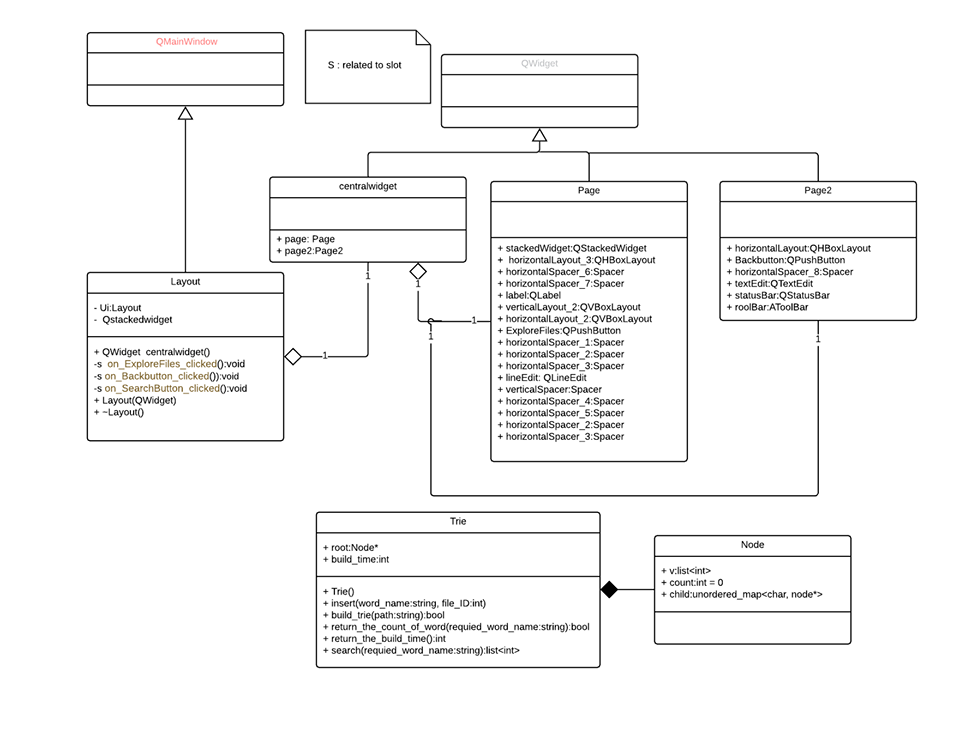 QMainWindow
S : related to slot
QWidget
centralwidget
+ page: Page
+ page2:Page2
Page
+ stackedWidget:QStackedWidget
+ horizontalLayout_3:QHBoxLayout
+ horizontalSpacer_6:Spacer
+ horizontalSpacer_7:Spacer
+ label:QLabel
+ verticalLayout_2:QVBoxLayout
+ horizontalLayout_2:QVBoxLayout
+ ExploreFiles:QPushButton
+ horizontalSpacer_1:Spacer
+ horizontalSpacer_2:Spacer
+ horizontalSpacer_3:Spacer
+ lineEdit: QLineEdit
+ verticalSpacer:Spacer
+ horizontalSpacer_4:Spacer
+ horizontalSpacer_5:Spacer
+ horizontalSpacer_2:Spacer
+ horizontalSpacer_3:Spacer
Page2
+ horizontalLayout:QHBoxLayout
+ Backbutton:QPushButton
+ horizontalSpacer_8:Spacer
+ textEdit:QTextEdit
+ statusBar:QStatusBar
+ roolBar:AToolBar
Layout
- Ui:Layout
- Qstackedwidget
+ QWidget centralwidget()
-s on_ExploreFiles_clicked():void
-s on_Backbutton_clicked()):void
-s on_SearchButton_clicked():void
+ Layout(QWidget)
+ ~Layout()
1
1
1
1
1
1
Trie
+ root:Node*
+ build_time:int
+ Trie()
+ insert(word_name:string, file_ID:int)
+ build_trie(path:string):bool
+ return_the_count_of_word(requied_word_name:string):bool
+ return_the_build_time():int
+ search(requied_word_name:string):list<int>
Node
+ v:list<int>
+ count:int = 0
+ child:unordered_map<char, node*>